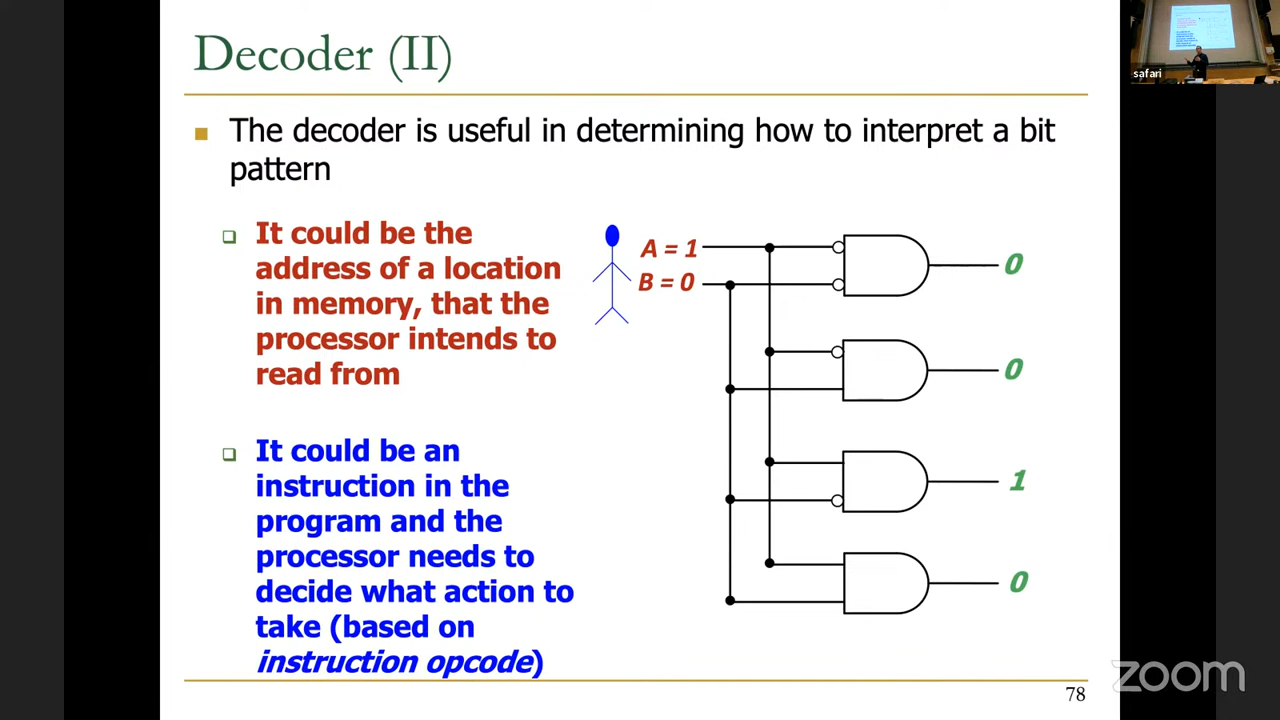 Decoder (II)
The decoder is useful in determining how to interpret a bit
pattern
It could be the
address of a location
in memory, that the
processor intends to
read from
It could be an
instruction in the
program and the
processor needs to
decide what action to
take (based on
instruction opcode)
A = 1
B = 0
0
0
1
0
78
safari
zoom